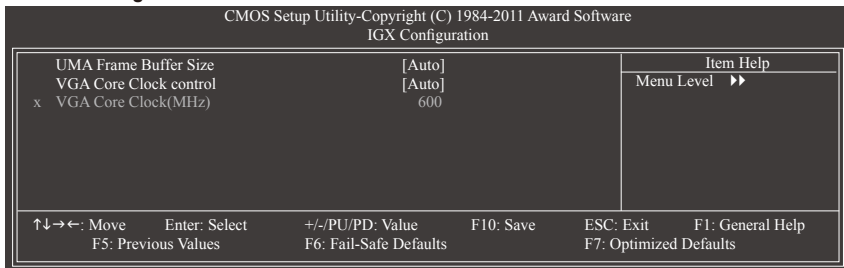 CMOS Setup Utility-Copyright (C) 1984-2011 Award Software
IGX Configuration
UMA Frame Buffer Size [Auto]
VGA Core Clock control [Auto]
x VGA Core Clock(MHz) 600
Item Help
Menu Level ▶▶
↑↓→←: Move Enter: Select +/-/PU/PD: Value F10: Save ESC: Exit F1: General Help
F5: Previous Values F6: Fail-Safe Defaults F7: Optimized Defaults